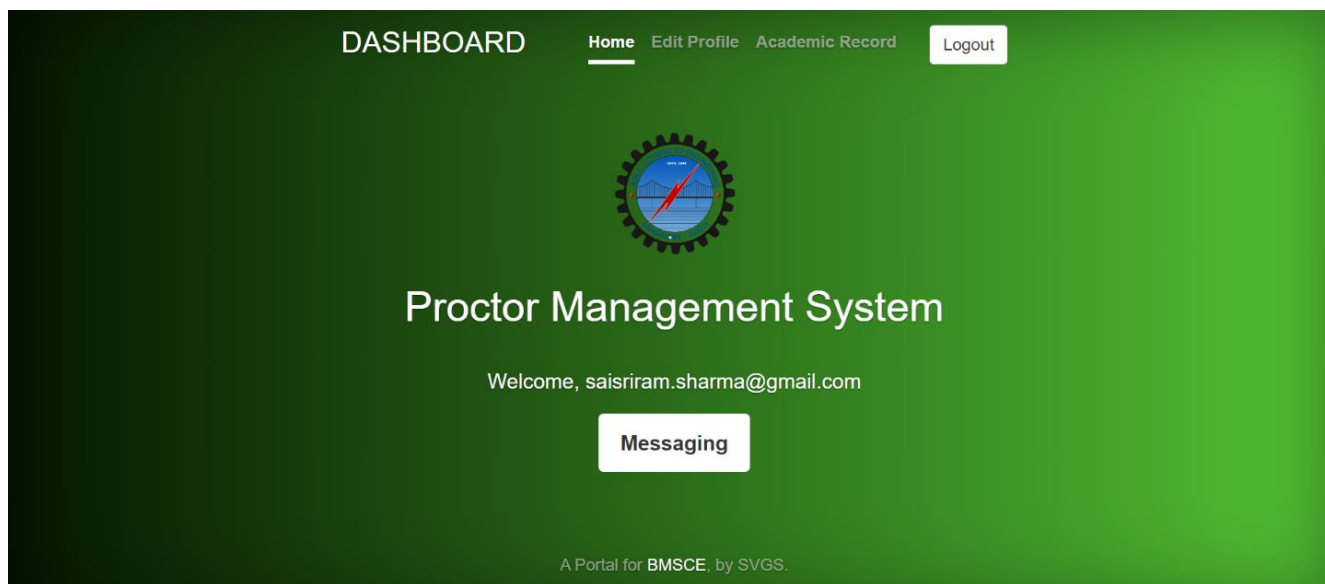 DASHBOARD Home Edit Profile Academic Record Logout
Proctor Management System
Welcome, saisriram.sharma@gmail.com
Messaging
A Portal for BMSCE, by SVGS.